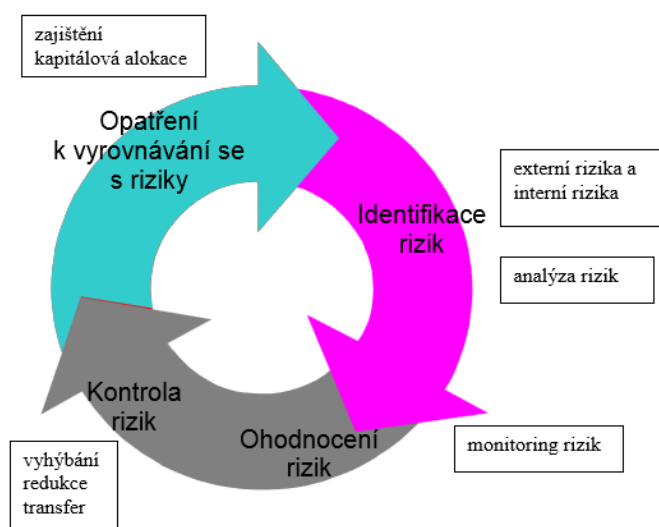 zajištění
kapitálová alokace
Opatření
k vyrovnávání se
s riziky
externí rizika a
interní rizika
Identifikace
rizik
analýza rizik
Kontrola
rizik
Ohodnocení
rizik
monitoring rizik
vyhýbání
redukce
transfer